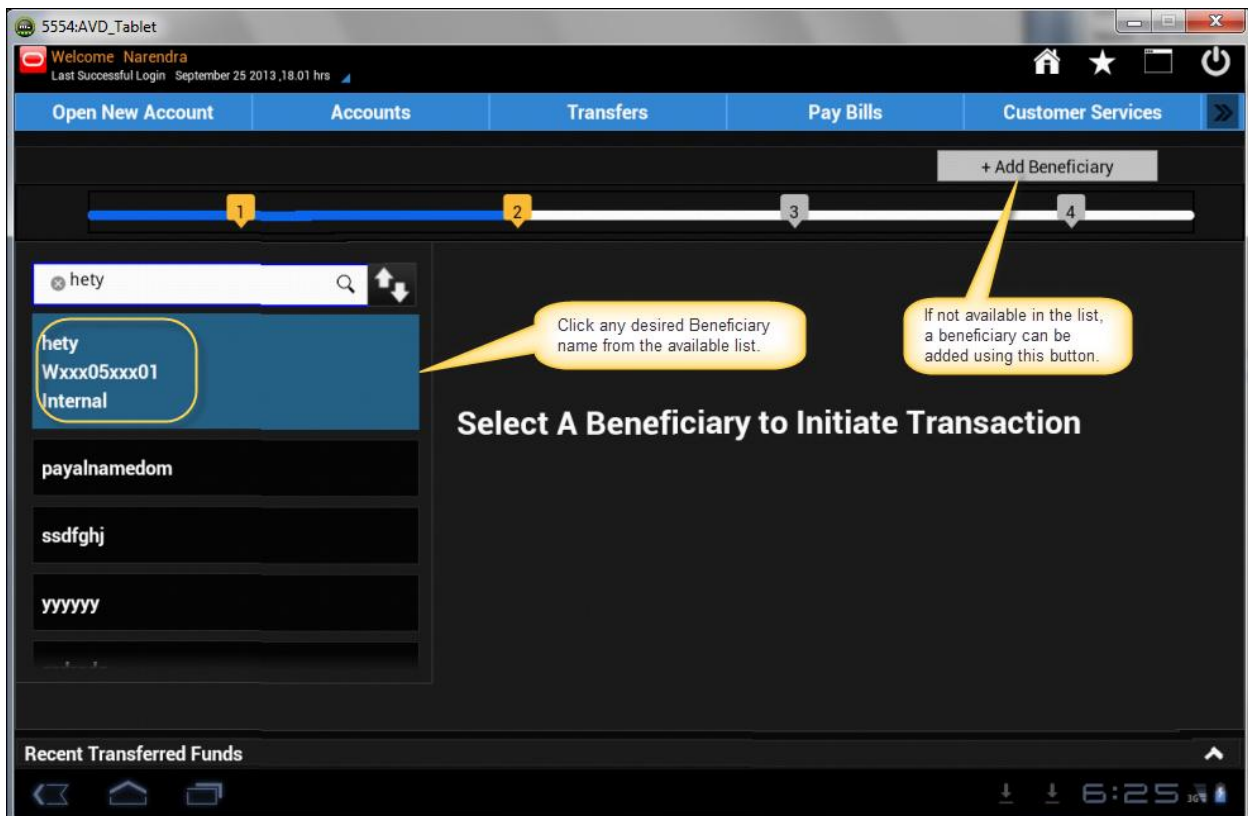 5554:AVD_Tablet
Welcome Narendra
Last Successful Login September 25 2013 ,18.01 hrs
Open New Account Accounts Transfers Pay Bills Customer Services
+ Add Beneficiary
1 2 3 4
hety
hety
Wxxx05xxx01
Internal
Click any desired Beneficiary
name from the available list.
If not available in the list,
a beneficiary can be
added using this button.
Select A Beneficiary to Initiate Transaction
payalnamedom
ssdfghj
yyyyyy
Recent Transferred Funds
6:25 3G